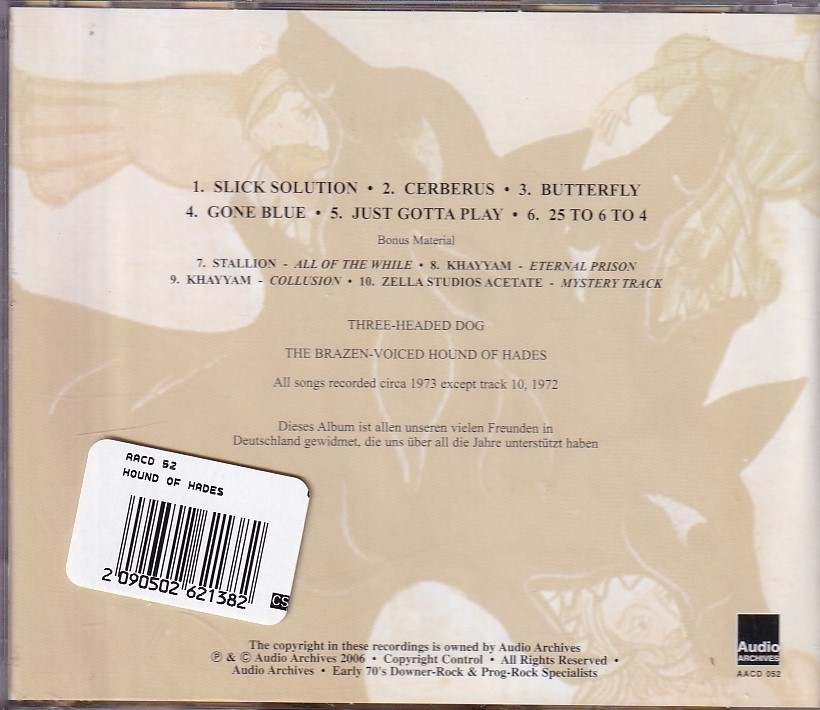 1. SLICK SOLUTION • 2. CERBERUS • 3. BUTTERFLY
4. GONE BLUE • 5. JUST GOTTA PLAY • 6. 25 TO 6 TO 4
Bonus Material
7. STALLION - ALL OF THE WHILE • 8. KHAYYAM - ETERNAL PRISON
9. KHAYYAM - COLLUSION • 10. ZELLA STUDIOS ACETATE - MYSTERY TRACK
THREE-HEADED DOG
THE BRAZEN-VOICED HOUND OF HADES
All songs recorded circa 1973 except track 10, 1972
Dieses Album ist allen unseren vielen Freunden in
Deutschland gewidmet, die uns über all die Jahre unterstützt haben
AACD 52
HOUND OF HADES
2 090502 621382
CS
The copyright in these recordings is owned by Audio Archives
℗ & © Audio Archives 2006 • Copyright Control • All Rights Reserved •
Audio Archives • Early 70's Downer-Rock & Prog-Rock Specialists
Audio
ARCHIVES
AACD 052